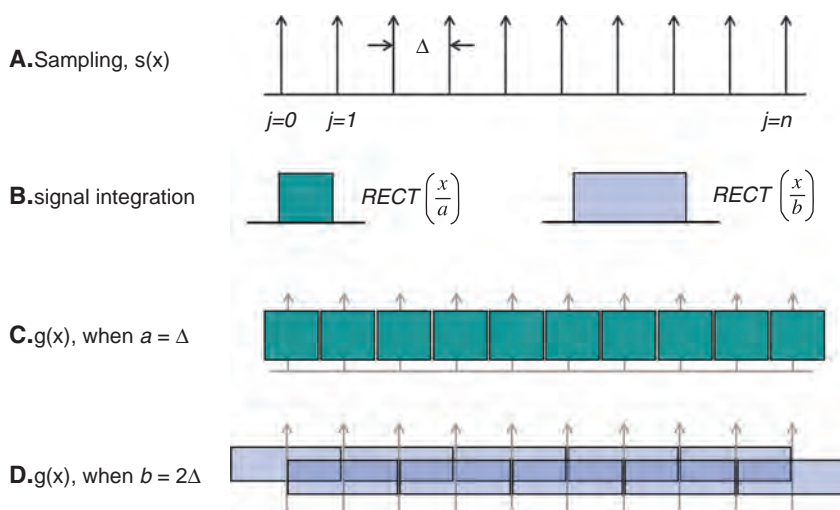 A.Sampling, s(x)
Δ
j=0 j=1 j=n
B.signal integration
RECT (x/a)
RECT (x/b)
C.g(x), when a = Δ
D.g(x), when b = 2Δ